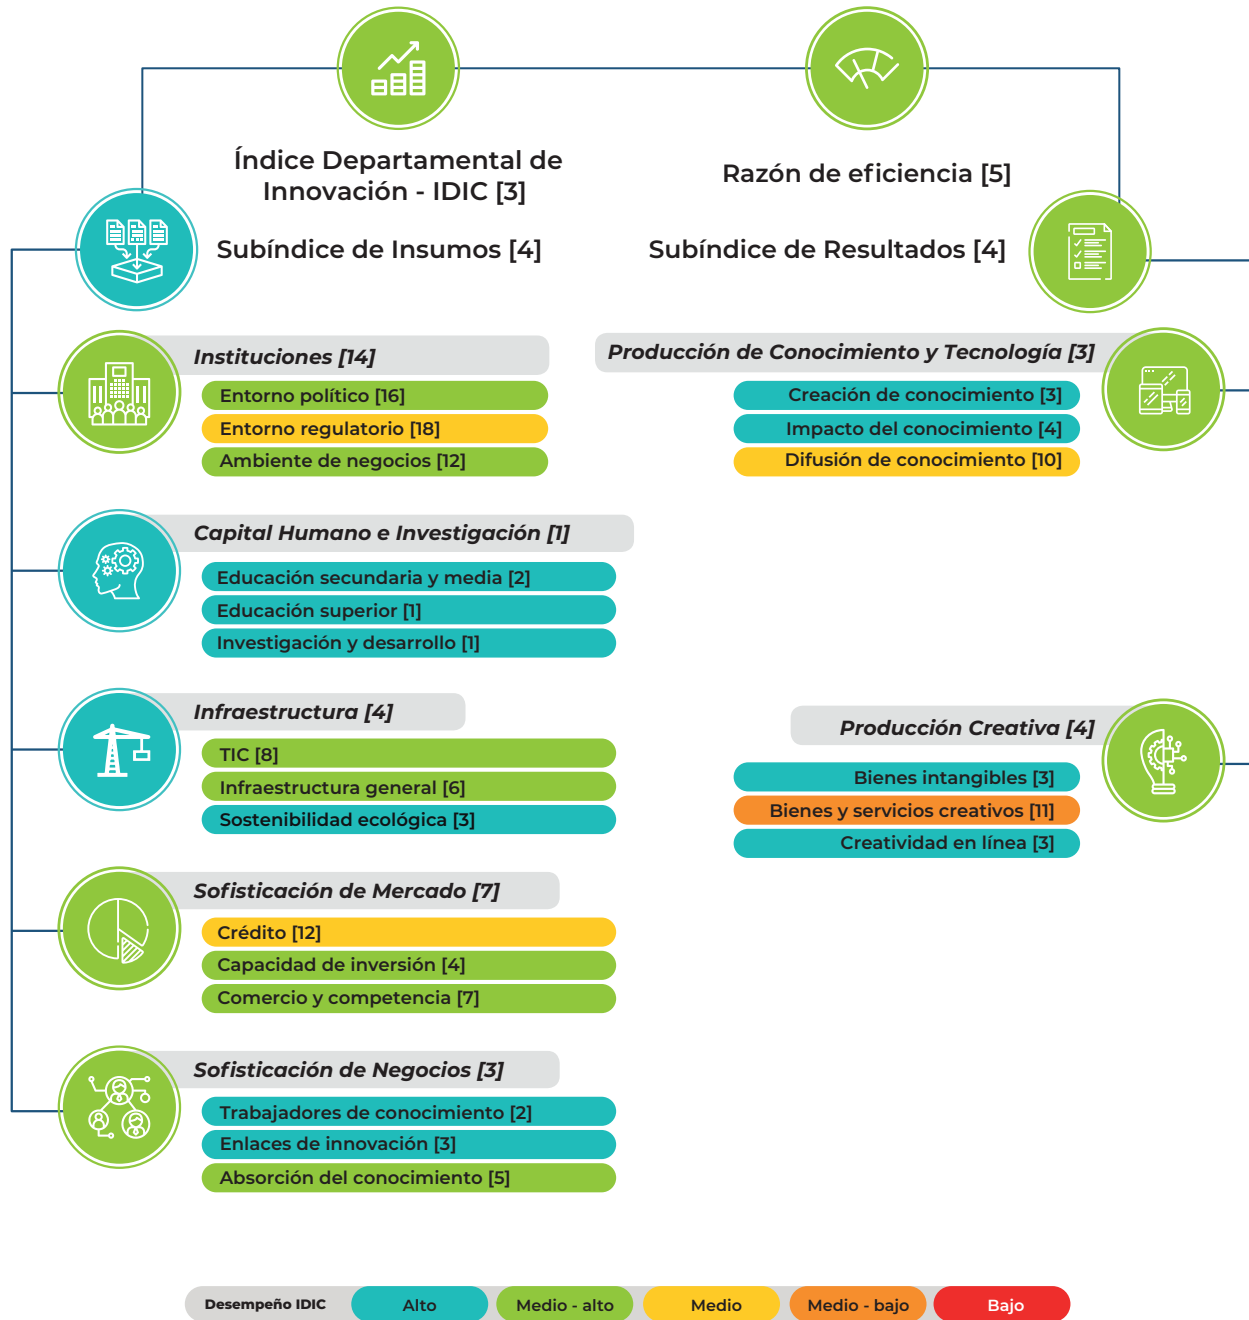 Índice Departamental de
Innovación - IDIC [3]
Razón de eficiencia [5]
Subíndice de Insumos [4]
Subíndice de Resultados [4]
Instituciones [14]
Entorno político [16]
Entorno regulatorio [18]
Ambiente de negocios [12]
Capital Humano e Investigación [1]
Educación secundaria y media [2]
Educación superior [1]
Investigación y desarrollo [1]
Infraestructura [4]
TIC [8]
Infraestructura general [6]
Sostenibilidad ecológica [3]
Sofisticación de Mercado [7]
Crédito [12]
Capacidad de inversión [4]
Comercio y competencia [7]
Sofisticación de Negocios [3]
Trabajadores de conocimiento [2]
Enlaces de innovación [3]
Absorción del conocimiento [5]
Producción de Conocimiento y Tecnología [3]
Creación de conocimiento [3]
Impacto del conocimiento [4]
Difusión de conocimiento [10]
Producción Creativa [4]
Bienes intangibles [3]
Bienes y servicios creativos [11]
Creatividad en línea [3]
Desempeño IDIC Alto Medio - alto Medio Medio - bajo Bajo